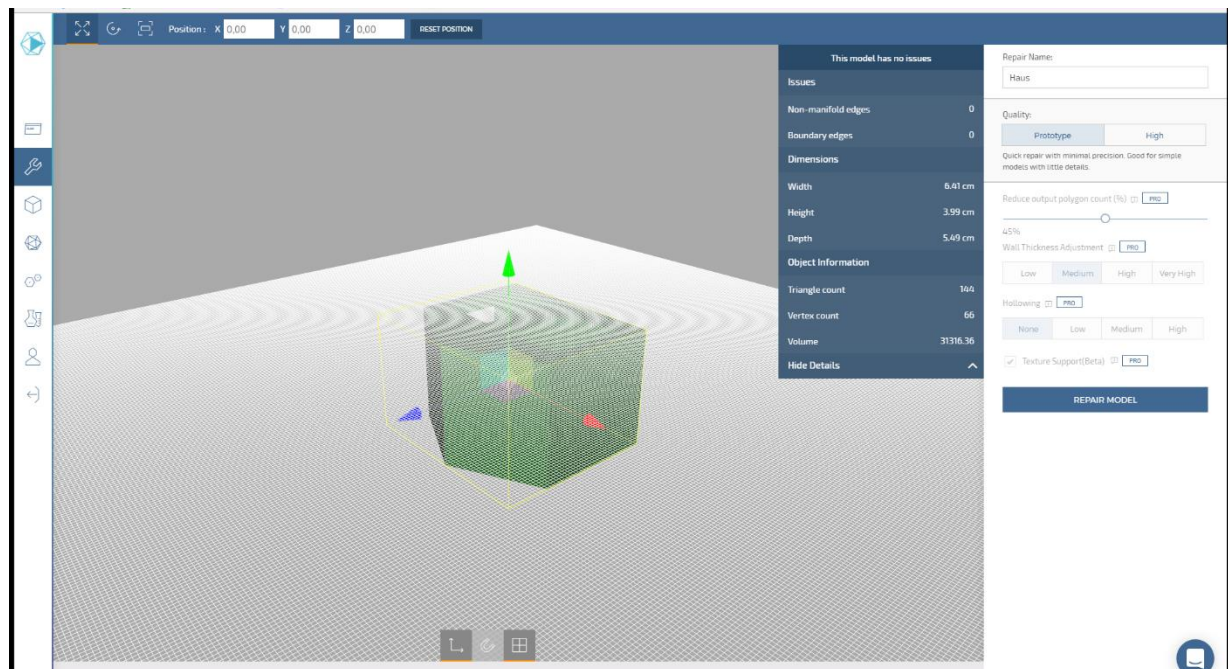 Position : X 0,00 Y 0,00 Z 0,00 RESET POSITION
This model has no issues
Issues
Non-manifold edges 0
Boundary edges 0
Dimensions
Width 6.41 cm
Height 3.99 cm
Depth 5.49 cm
Object Information
Triangle count 144
Vertex count 66
Volume 31316.36
Hide Details
Repair Name:
Haus
Quality:
Prototype High
Quick repair with minimal precision. Good for simple
models with little details.
Reduce output polygon count (%) PRO
45%
Wall Thickness Adjustment PRO
Low Medium High Very High
Hollowing PRO
None Low Medium High
Texture Support(Beta) PRO
REPAIR MODEL